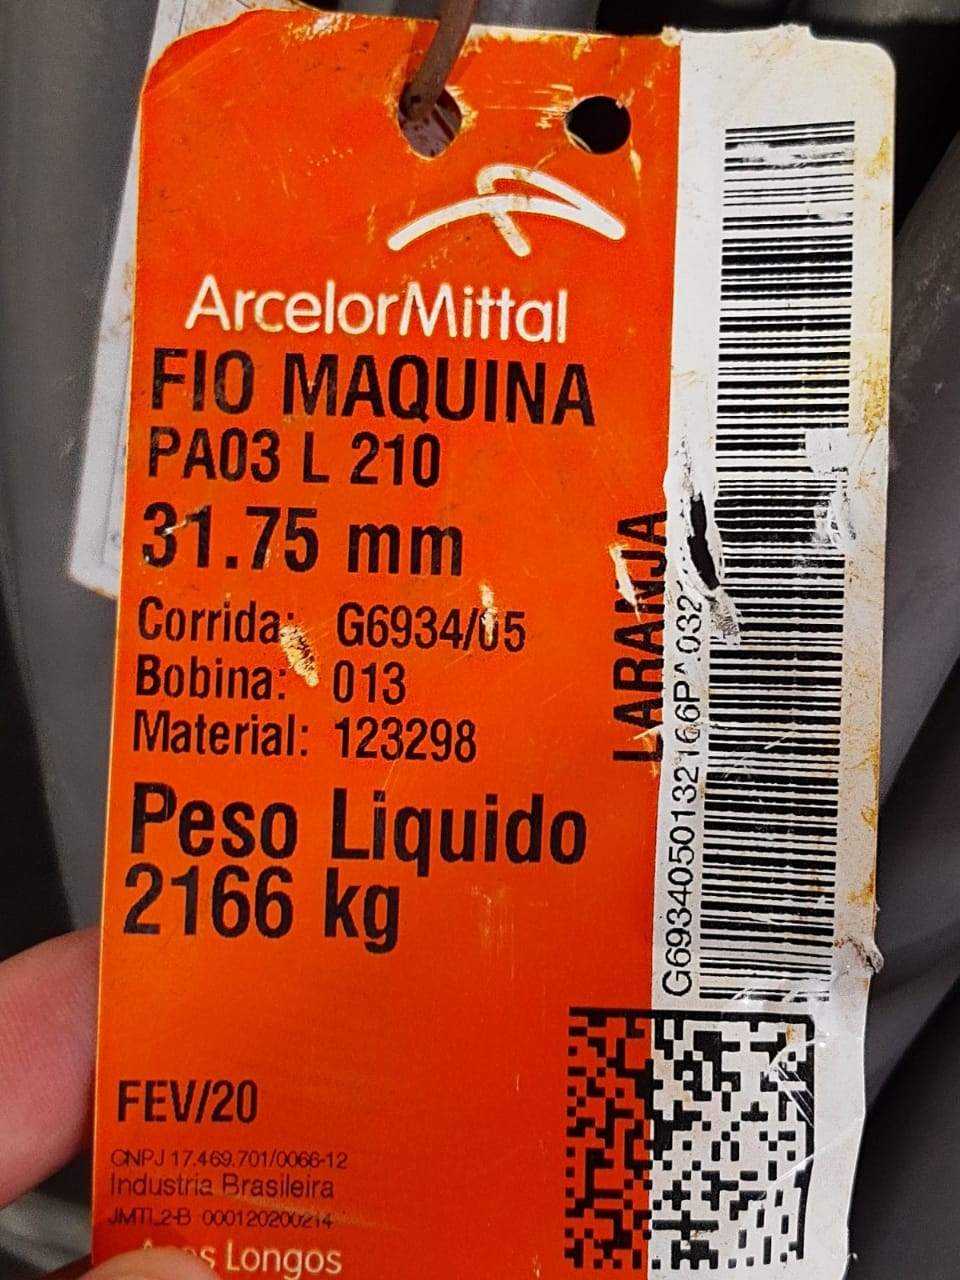 ArcelorMittal
FIO MAQUINA
PA03 L 210
31.75 mm
Corrida: G6934/05
Bobina: 013
Material: 123298
Peso Liquido
2166 kg
FEV/20
CNPJ 17.469.701/0066-12
Industria Brasileira
JMTL2-B 000120200214
Longos
LARANJA